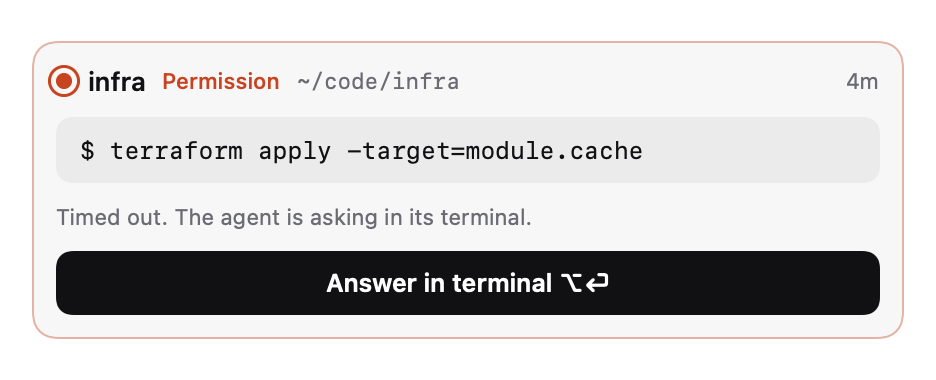 infra Permission ~/code/infra 4m
$ terraform apply –target=module.cache
Timed out. The agent is asking in its terminal.
Answer in terminal ⌥⏎